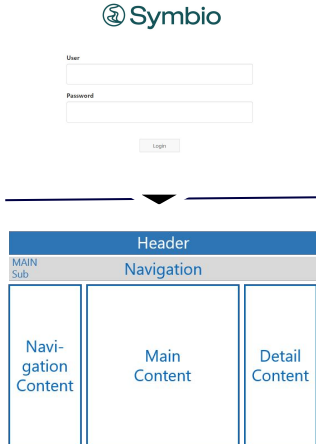 Symbio
User
Password
Login
Header
MAIN
Sub
Navigation
Navi-
gation
Content
Main
Content
Detail
Content